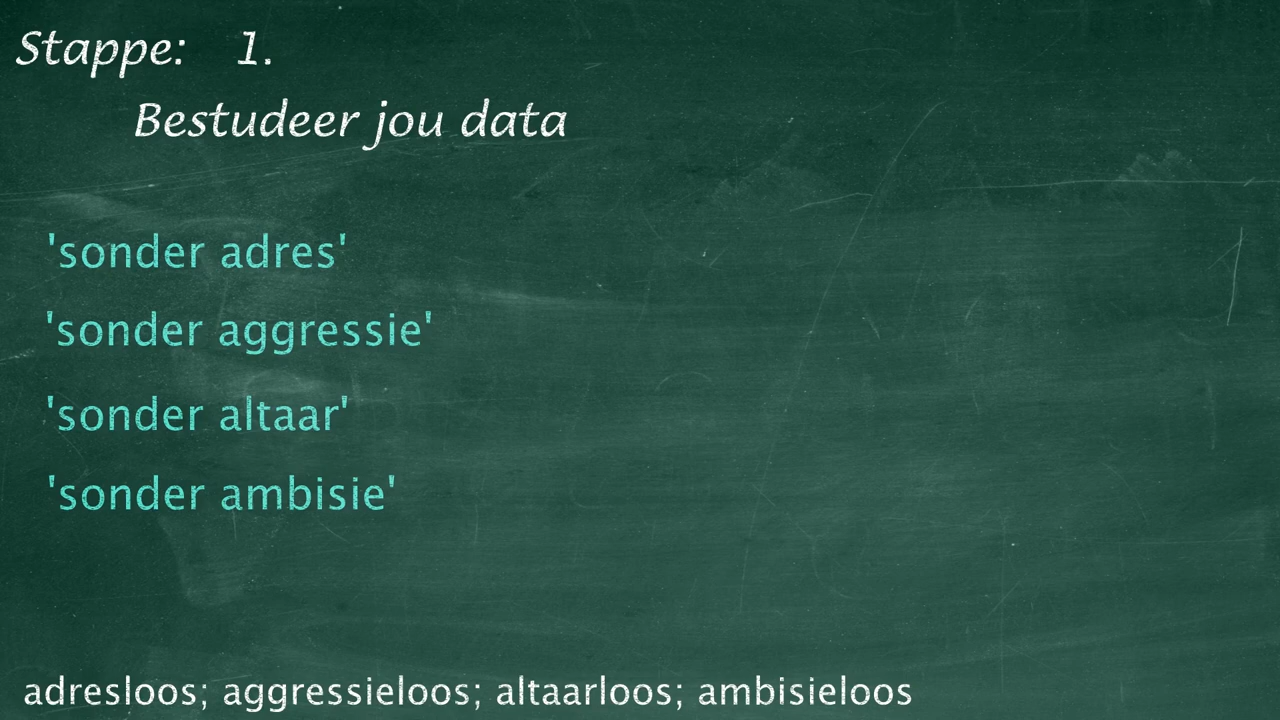 Stappe: 1.
Bestudeer jou data
'sonder adres'
'sonder aggressie'
'sonder altaar'
'sonder ambisie'
adresloos; aggressieloos; altaarloos; ambisieloos